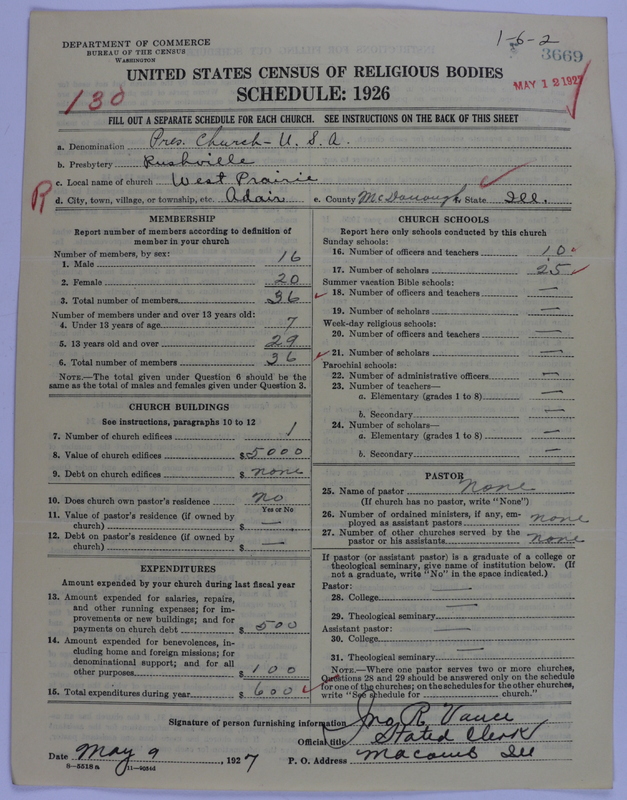 DEPARTMENT OF COMMERCE
BUREAU OF THE CENSUS
WASHINGTON
1-6-2
3669
UNITED STATES CENSUS OF RELIGIOUS BODIES
MAY 12 1927
130
SCHEDULE: 1926
FILL OUT A SEPARATE SCHEDULE FOR EACH CHURCH. SEE INSTRUCTIONS ON THE BACK OF THIS SHEET
a. Denomination Pres. Church - U. S. A.
b. Presbytery Rushville
c. Local name of church West Prairie
R
d. City, town, village, or township, etc. Adair e. County McDonough f. State Ill.
MEMBERSHIP
Report number of members according to definition of
member in your church
Number of members, by sex:
1. Male 16
2. Female 20
3. Total number of members 36
Number of members under and over 13 years old:
4. Under 13 years of age 7
5. 13 years old and over 29
6. Total number of members 36
NOTE.—The total given under Question 6 should be the
same as the total of males and females given under Question 3.
CHURCH BUILDINGS
See instructions, paragraphs 10 to 12
7. Number of church edifices 1
8. Value of church edifices $5000
9. Debt on church edifices $ none
10. Does church own pastor's residence no
Yes or No
11. Value of pastor's residence (if owned by
church) $ —
12. Debt on pastor's residence (if owned by
church) $ —
EXPENDITURES
Amount expended by your church during last fiscal year
13. Amount expended for salaries, repairs,
and other running expenses; for im-
provements or new buildings; and for
payments on church debt $ 500
14. Amount expended for benevolences, in-
cluding home and foreign missions; for
denominational support; and for all
other purposes 100
15. Total expenditures during year $ 600
CHURCH SCHOOLS
Report here only schools conducted by this church
Sunday schools:
16. Number of officers and teachers 10
17. Number of scholars 25
Summer vacation Bible schools:
18. Number of officers and teachers —
19. Number of scholars —
Week-day religious schools:
20. Number of officers and teachers —
21. Number of scholars —
Parochial schools:
22. Number of administrative officers —
23. Number of teachers—
a. Elementary (grades 1 to 8) —
b. Secondary —
24. Number of scholars—
a. Elementary (grades 1 to 8) —
b. Secondary —
PASTOR
25. Name of pastor None
(If church has no pastor, write "None")
26. Number of ordained ministers, if any, em-
ployed as assistant pastors none
27. Number of other churches served by the
pastor or his assistants none
If pastor (or assistant pastor) is a graduate of a college or
theological seminary, give name of institution below. (If
not a graduate, write "No" in the space indicated.)
Pastor:
28. College —
29. Theological seminary —
Assistant pastor:
30. College —
31. Theological seminary —
NOTE.—Where one pastor serves two or more churches,
Questions 28 and 29 should be answered only on the schedule
for one of the churches; on the schedules for the other churches,
write "See schedule for church."
Signature of person furnishing information Jno. R. Vance
Official title Stated Clerk
Date May 9, 1927 P. O. Address Macomb Ill
8-5518a